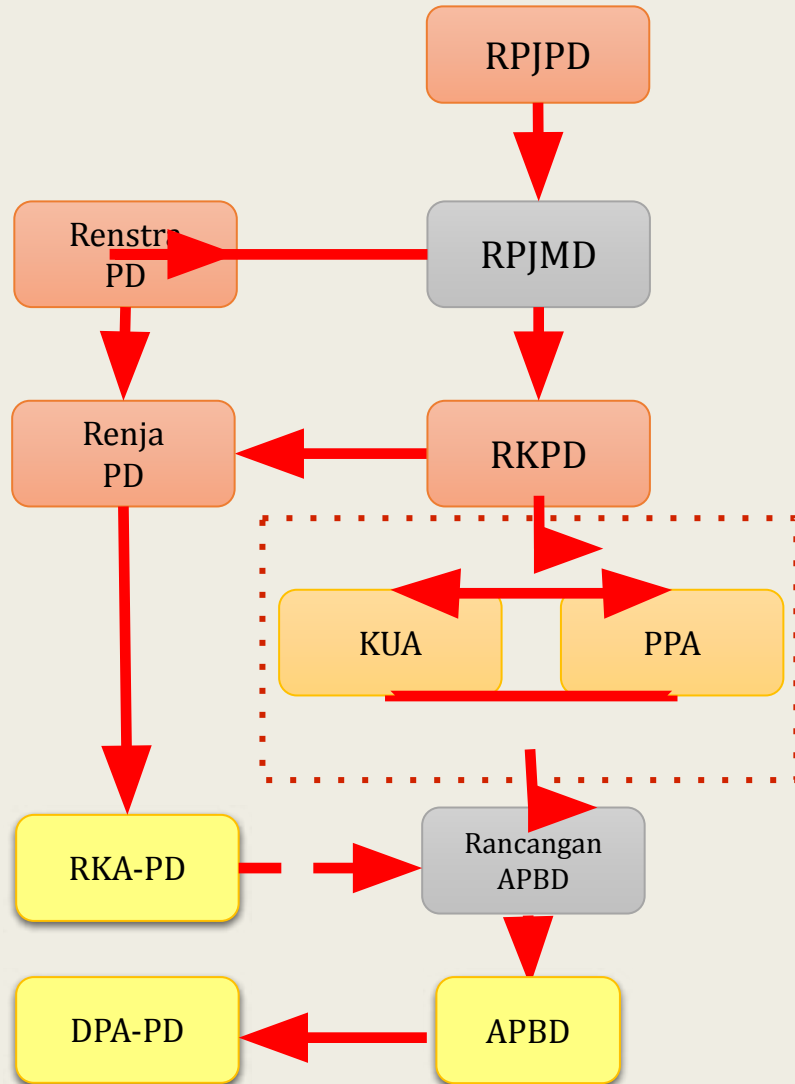 RPJPD
Renstra
PD
RPJMD
Renja
PD
RKPD
KUA
PPA
RKA-PD
Rancangan
APBD
DPA-PD
APBD